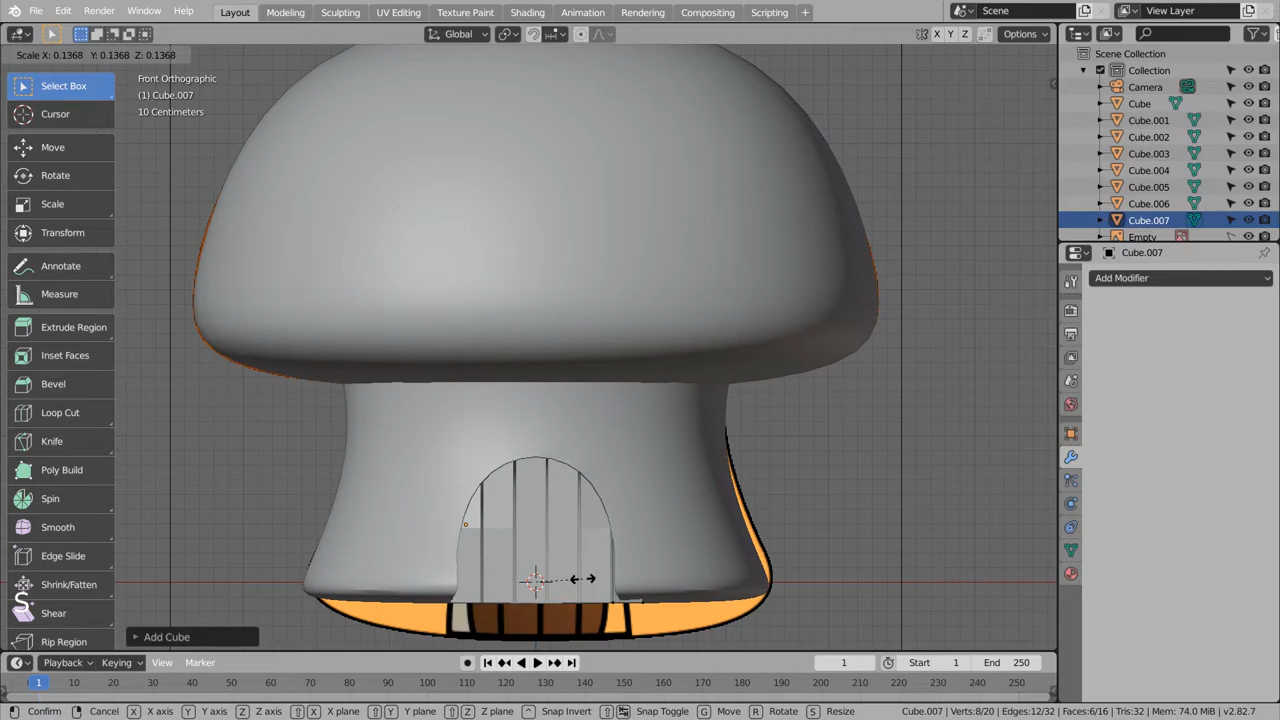 File Edit Render Window Help Layout Modeling Sculpting UV Editing Texture Paint Shading Animation Rendering Compositing Scripting + Scene View Layer
Global X Y Z Options
Scale X: 0.1368 Y: 0.1368 Z: 0.1368
Scene Collection
Collection
Camera
Cube
Cube.001
Cube.002
Cube.003
Cube.004
Cube.005
Cube.006
Cube.007
Empty
Cube.007
Add Modifier
Select Box
Cursor
Move
Rotate
Scale
Transform
Annotate
Measure
Extrude Region
Inset Faces
Bevel
Loop Cut
Knife
Poly Build
Spin
Smooth
Edge Slide
Shrink/Fatten
S
Shear
Rip Region
Front Orthographic
(1) Cube.007
10 Centimeters
Add Cube
Playback Keying View Marker 1 Start 1 End 250
1 10 20 30 40 50 60 70 80 90 100 110 120 130 140 150 160 170 180 190 200 210 220 230 240 250
Confirm Cancel X X axis Y Y axis Z Z axis X X plane Y Y plane Z Z plane Snap Invert Snap Toggle G Move R Rotate S Resize Cube.007 | Verts:8/20 | Edges:12/32 | Faces:6/16 | Tris:32 | Mem: 74.0 MiB | v2.82.7